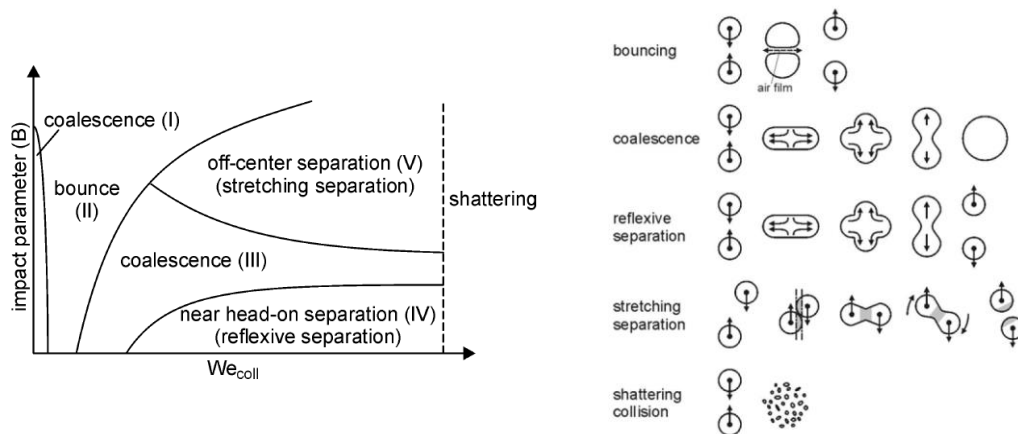 impact parameter (B)
coalescence (I)
bounce
(II)
off-center separation (V)
(stretching separation)
shattering
coalescence (III)
near head-on separation (IV)
(reflexive separation)
We_coll
bouncing
air film
coalescence
reflexive
separation
stretching
separation
shattering
collision